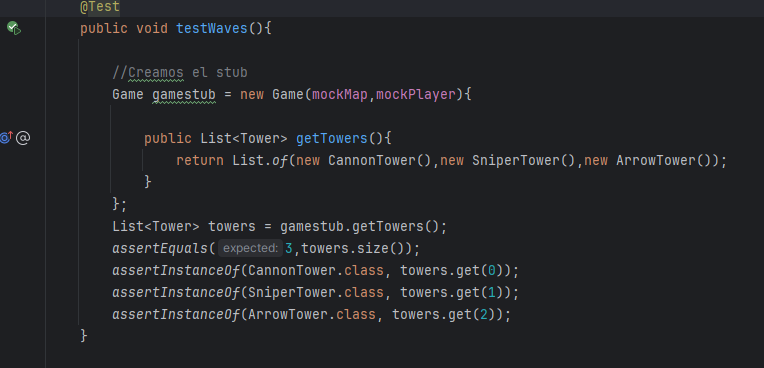 @Test
public void testWaves(){
//Creamos el stub
Game gamestub = new Game(mockMap,mockPlayer){
public List<Tower> getTowers(){
return List.of(new CannonTower(),new SniperTower(),new ArrowTower());
}
};
List<Tower> towers = gamestub.getTowers();
assertEquals( expected: 3,towers.size());
assertInstanceOf(CannonTower.class, towers.get(0));
assertInstanceOf(SniperTower.class, towers.get(1));
assertInstanceOf(ArrowTower.class, towers.get(2));
}